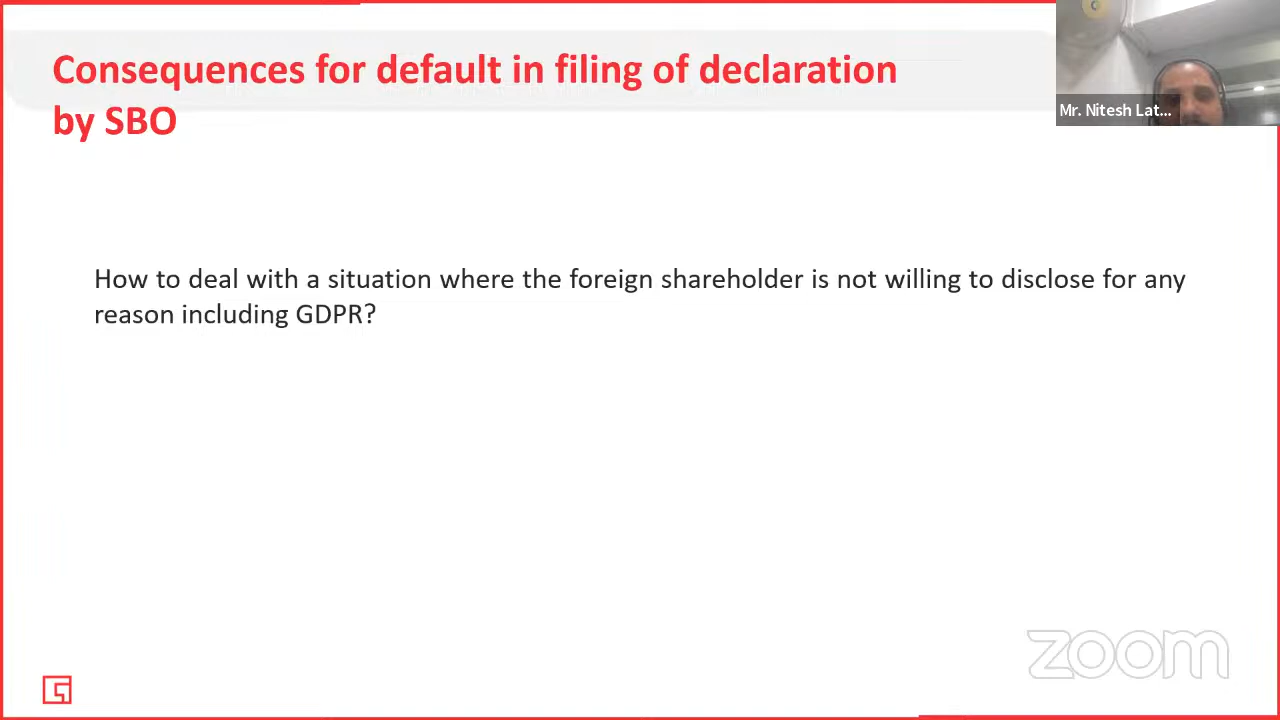 Consequences for default in filing of declaration
by SBO
Mr. Nitesh Lat...
How to deal with a situation where the foreign shareholder is not willing to disclose for any
reason including GDPR?
zoom